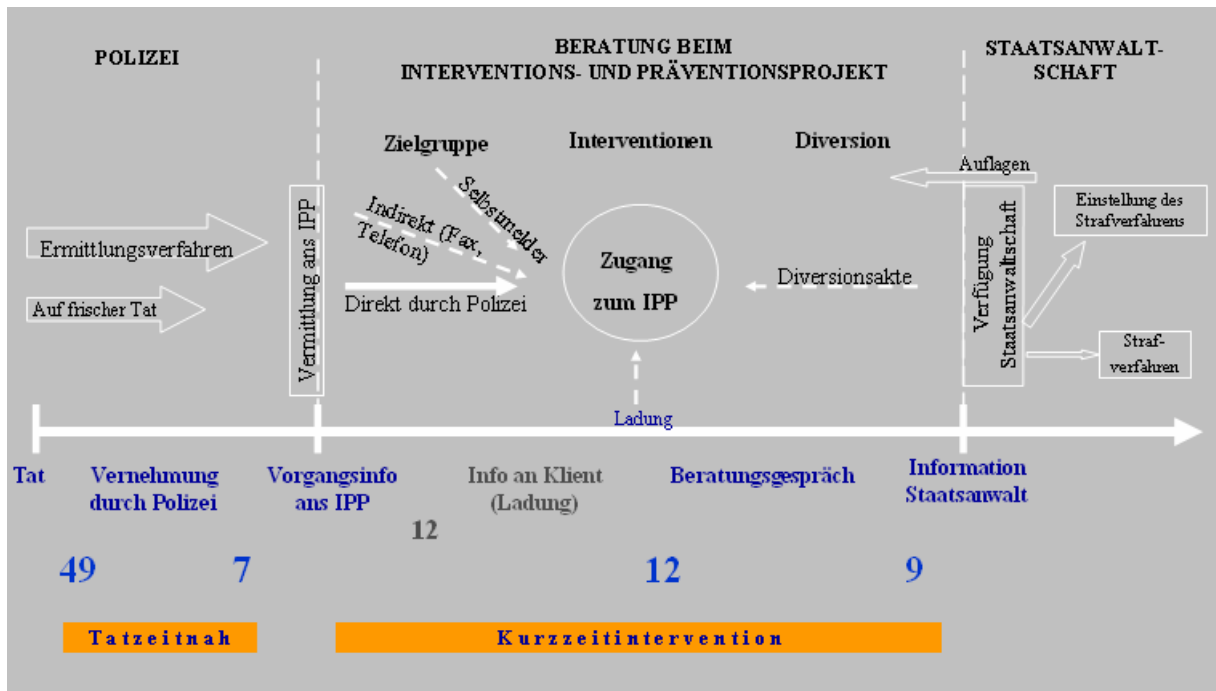 POLIZEI
BERATUNG BEIM
INTERVENTIONS- UND PRÄVENTIONSPROJEKT
STAATSANWALT-
SCHAFT
Zielgruppe
Interventionen
Diversion
Auflagen
Selbstmelder
Indirekt (Fax,
Telefon)
Vermittlung ans IPP
Ermittlungsverfahren
Auf frischer Tat
Direkt durch Polizei
Zugang
zum IPP
Diversionsakte
Verfügung
Staatsanwaltschaft
Einstellung des
Strafverfahrens
Straf-
verfahren
Ladung
Tat
Vernehmung
durch Polizei
Vorgangsinfo
ans IPP
Info an Klient
(Ladung)
Beratungsgespräch
Information
Staatsanwalt
12
49
7
12
9
Tatzeitnah
Kurzzeitintervention